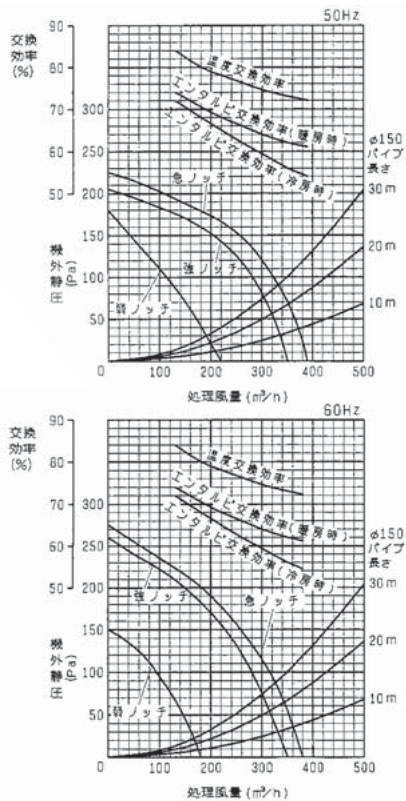 50Hz
交換
効率
(%)
90
80
70
60
50
300
250
200
150
100
50
0
機外静圧
(Pa)
温度交換効率
エンタルピ交換効率(暖房時)
エンタルピ交換効率(冷房時)
急ノッチ
強ノッチ
弱ノッチ
φ150
パイプ
長さ
30m
20m
10m
0 100 200 300 400 500
処理風量(m³/h)
60Hz
交換
効率
(%)
90
80
70
60
50
300
250
200
150
100
50
0
機外静圧
(Pa)
温度交換効率
エンタルピ交換効率(暖房時)
エンタルピ交換効率(冷房時)
強ノッチ
急ノッチ
弱ノッチ
φ150
パイプ
長さ
30m
20m
10m
0 100 200 300 400 500
処理風量(m³/h)